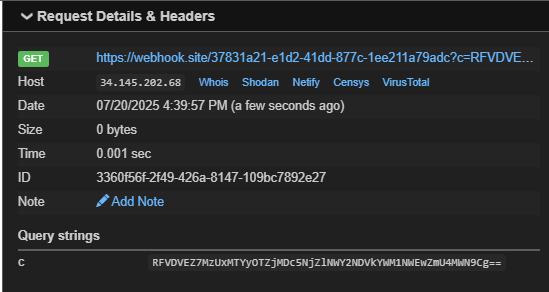 Request Details & Headers
GET https://webhook.site/37831a21-e1d2-41dd-877c-1ee211a79adc?c=RFVDVE...
Host 34.145.202.68 Whois Shodan Netify Censys VirusTotal
Date 07/20/2025 4:39:57 PM (a few seconds ago)
Size 0 bytes
Time 0.001 sec
ID 3360f56f-2f49-426a-8147-109bc7892e27
Note Add Note
Query strings
c RFVDVEZ7MzUxMTYyOTZjMDc5NjZlNWY2NDVkYWM1NWEwZmU4MWN9Cg==